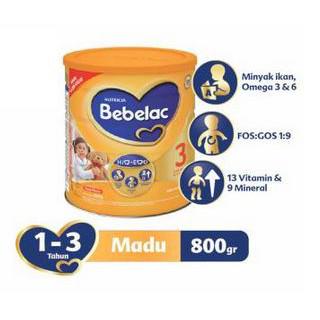 NUTRICIA
Bebelac
3
Minyak ikan,
Omega 3 & 6
FOS:GOS 1:9
13 Vitamin &
9 Mineral
1-3
Tahun
Madu
800gr